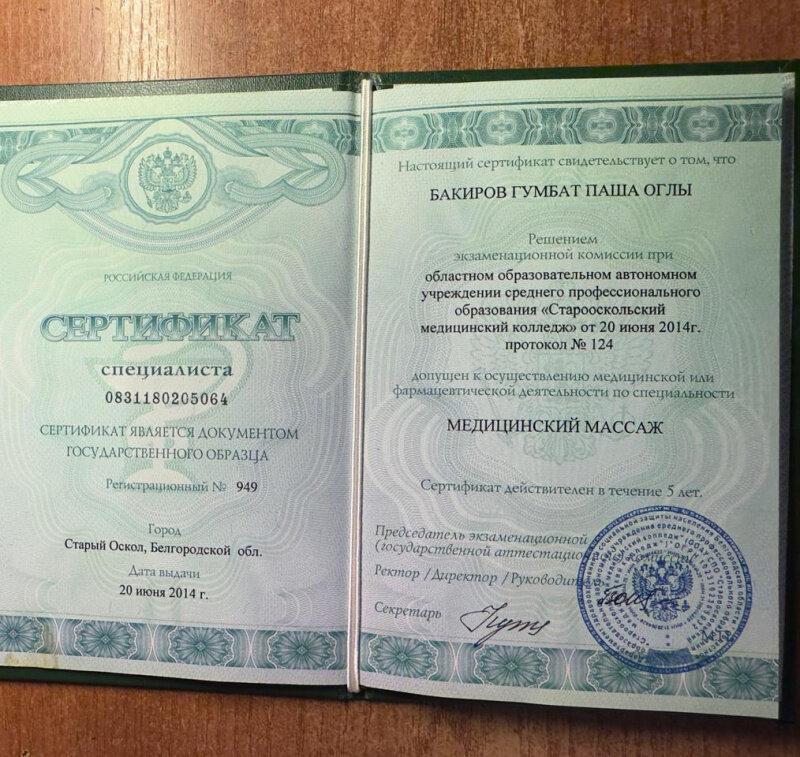 РОССИЙСКАЯ ФЕДЕРАЦИЯ
СЕРТИФИКАТ
специалиста
0831180205064
СЕРТИФИКАТ ЯВЛЯЕТСЯ ДОКУМЕНТОМ
ГОСУДАРСТВЕННОГО ОБРАЗЦА
Регистрационный № 949
Город
Старый Оскол, Белгородской обл.
Дата выдачи
20 июня 2014 г.
Настоящий сертификат свидетельствует о том, что
БАКИРОВ ГУМБАТ ПАША ОГЛЫ
Решением
экзаменационной комиссии при
областном образовательном автономном
учреждении среднего профессионального
образования «Старооскольский
медицинский колледж» от 20 июня 2014г.
протокол № 124
допущен к осуществлению медицинской или
фармацевтической деятельности по специальности
МЕДИЦИНСКИЙ МАССАЖ
Сертификат действителен в течение 5 лет.
Председатель экзаменационной
(государственной
Ректор /Директор /Руководитель
Секретарь
М.П.